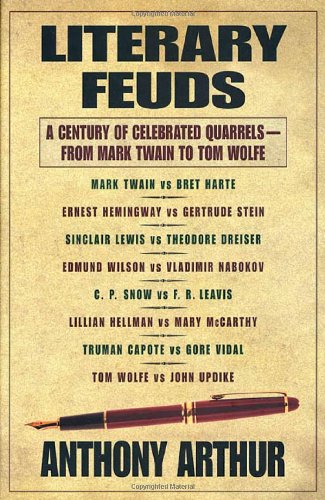 LITERARY
FEUDS
A CENTURY OF CELEBRATED QUARRELS—
FROM MARK TWAIN TO TOM WOLFE
MARK TWAIN vs BRET HARTE
ERNEST HEMINGWAY vs GERTRUDE STEIN
SINCLAIR LEWIS vs THEODORE DREISER
EDMUND WILSON vs VLADIMIR NABOKOV
C. P. SNOW vs F. R. LEAVIS
LILLIAN HELLMAN vs MARY McCARTHY
TRUMAN CAPOTE vs GORE VIDAL
TOM WOLFE vs JOHN UPDIKE
ANTHONY ARTHUR